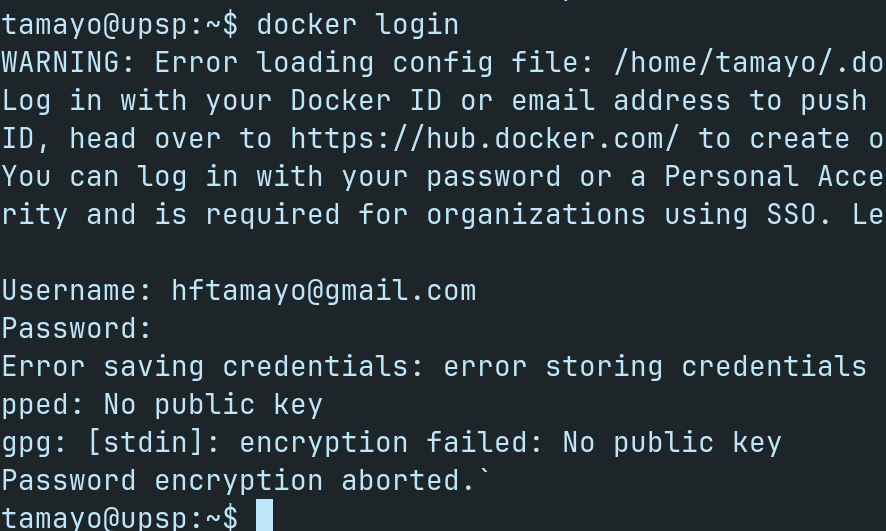 tamayo@upsp:~$ docker login
WARNING: Error loading config file: /home/tamayo/.do
Log in with your Docker ID or email address to push
ID, head over to https://hub.docker.com/ to create o
You can log in with your password or a Personal Acce
rity and is required for organizations using SSO. Le
Username: hftamayo@gmail.com
Password:
Error saving credentials: error storing credentials
pped: No public key
gpg: [stdin]: encryption failed: No public key
Password encryption aborted.`
tamayo@upsp:~$